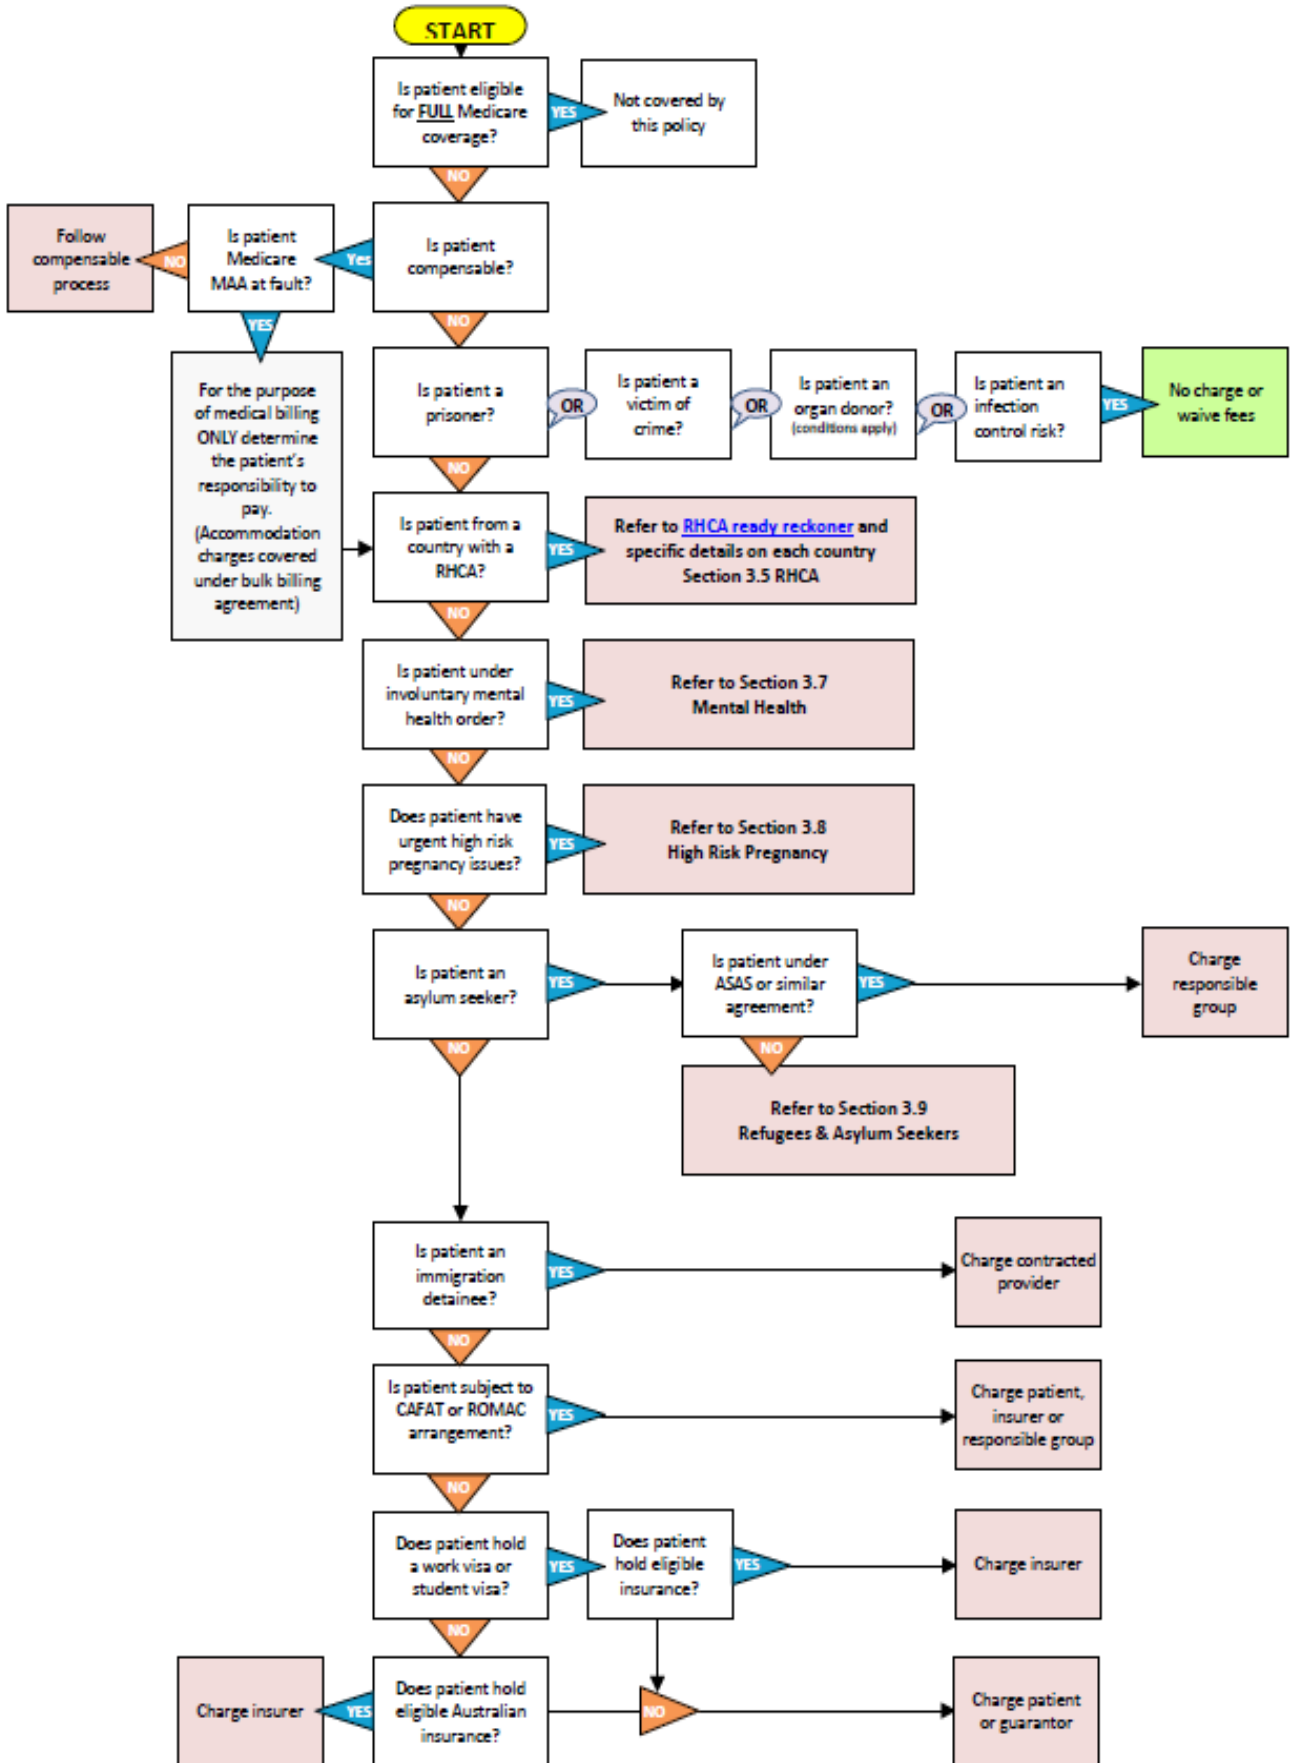 START
Is patient eligible
for FULL Medicare
coverage?
YES
Not covered by
this policy
NO
Follow
compensable
process
NO
Is patient
Medicare
MAA at fault?
Yes
Is patient
compensable?
YES
NO
For the purpose
of medical billing
ONLY determine
the patient's
responsibility to
pay.
(Accommodation
charges covered
under bulk billing
agreement)
Is patient a
prisoner?
OR
Is patient a
victim of
crime?
OR
Is patient an
organ donor?
(conditions apply)
OR
Is patient an
infection
control risk?
YES
No charge or
waive fees
NO
Is patient from a
country with a
RHCA?
YES
Refer to RHCA ready reckoner and
specific details on each country
Section 3.5 RHCA
NO
Is patient under
involuntary mental
health order?
YES
Refer to Section 3.7
Mental Health
NO
Does patient have
urgent high risk
pregnancy issues?
YES
Refer to Section 3.8
High Risk Pregnancy
NO
Is patient an
asylum seeker?
YES
Is patient under
ASAS or similar
agreement?
YES
Charge
responsible
group
NO
NO
Refer to Section 3.9
Refugees & Asylum Seekers
Is patient an
immigration
detainee?
YES
Charge contracted
provider
NO
Is patient subject to
CAFAT or ROMAC
arrangement?
YES
Charge patient,
insurer or
responsible group
NO
Does patient hold
a work visa or
student visa?
YES
Does patient
hold eligible
insurance?
YES
Charge insurer
NO
Charge insurer
YES
Does patient hold
eligible Australian
insurance?
NO
Charge patient
or guarantor